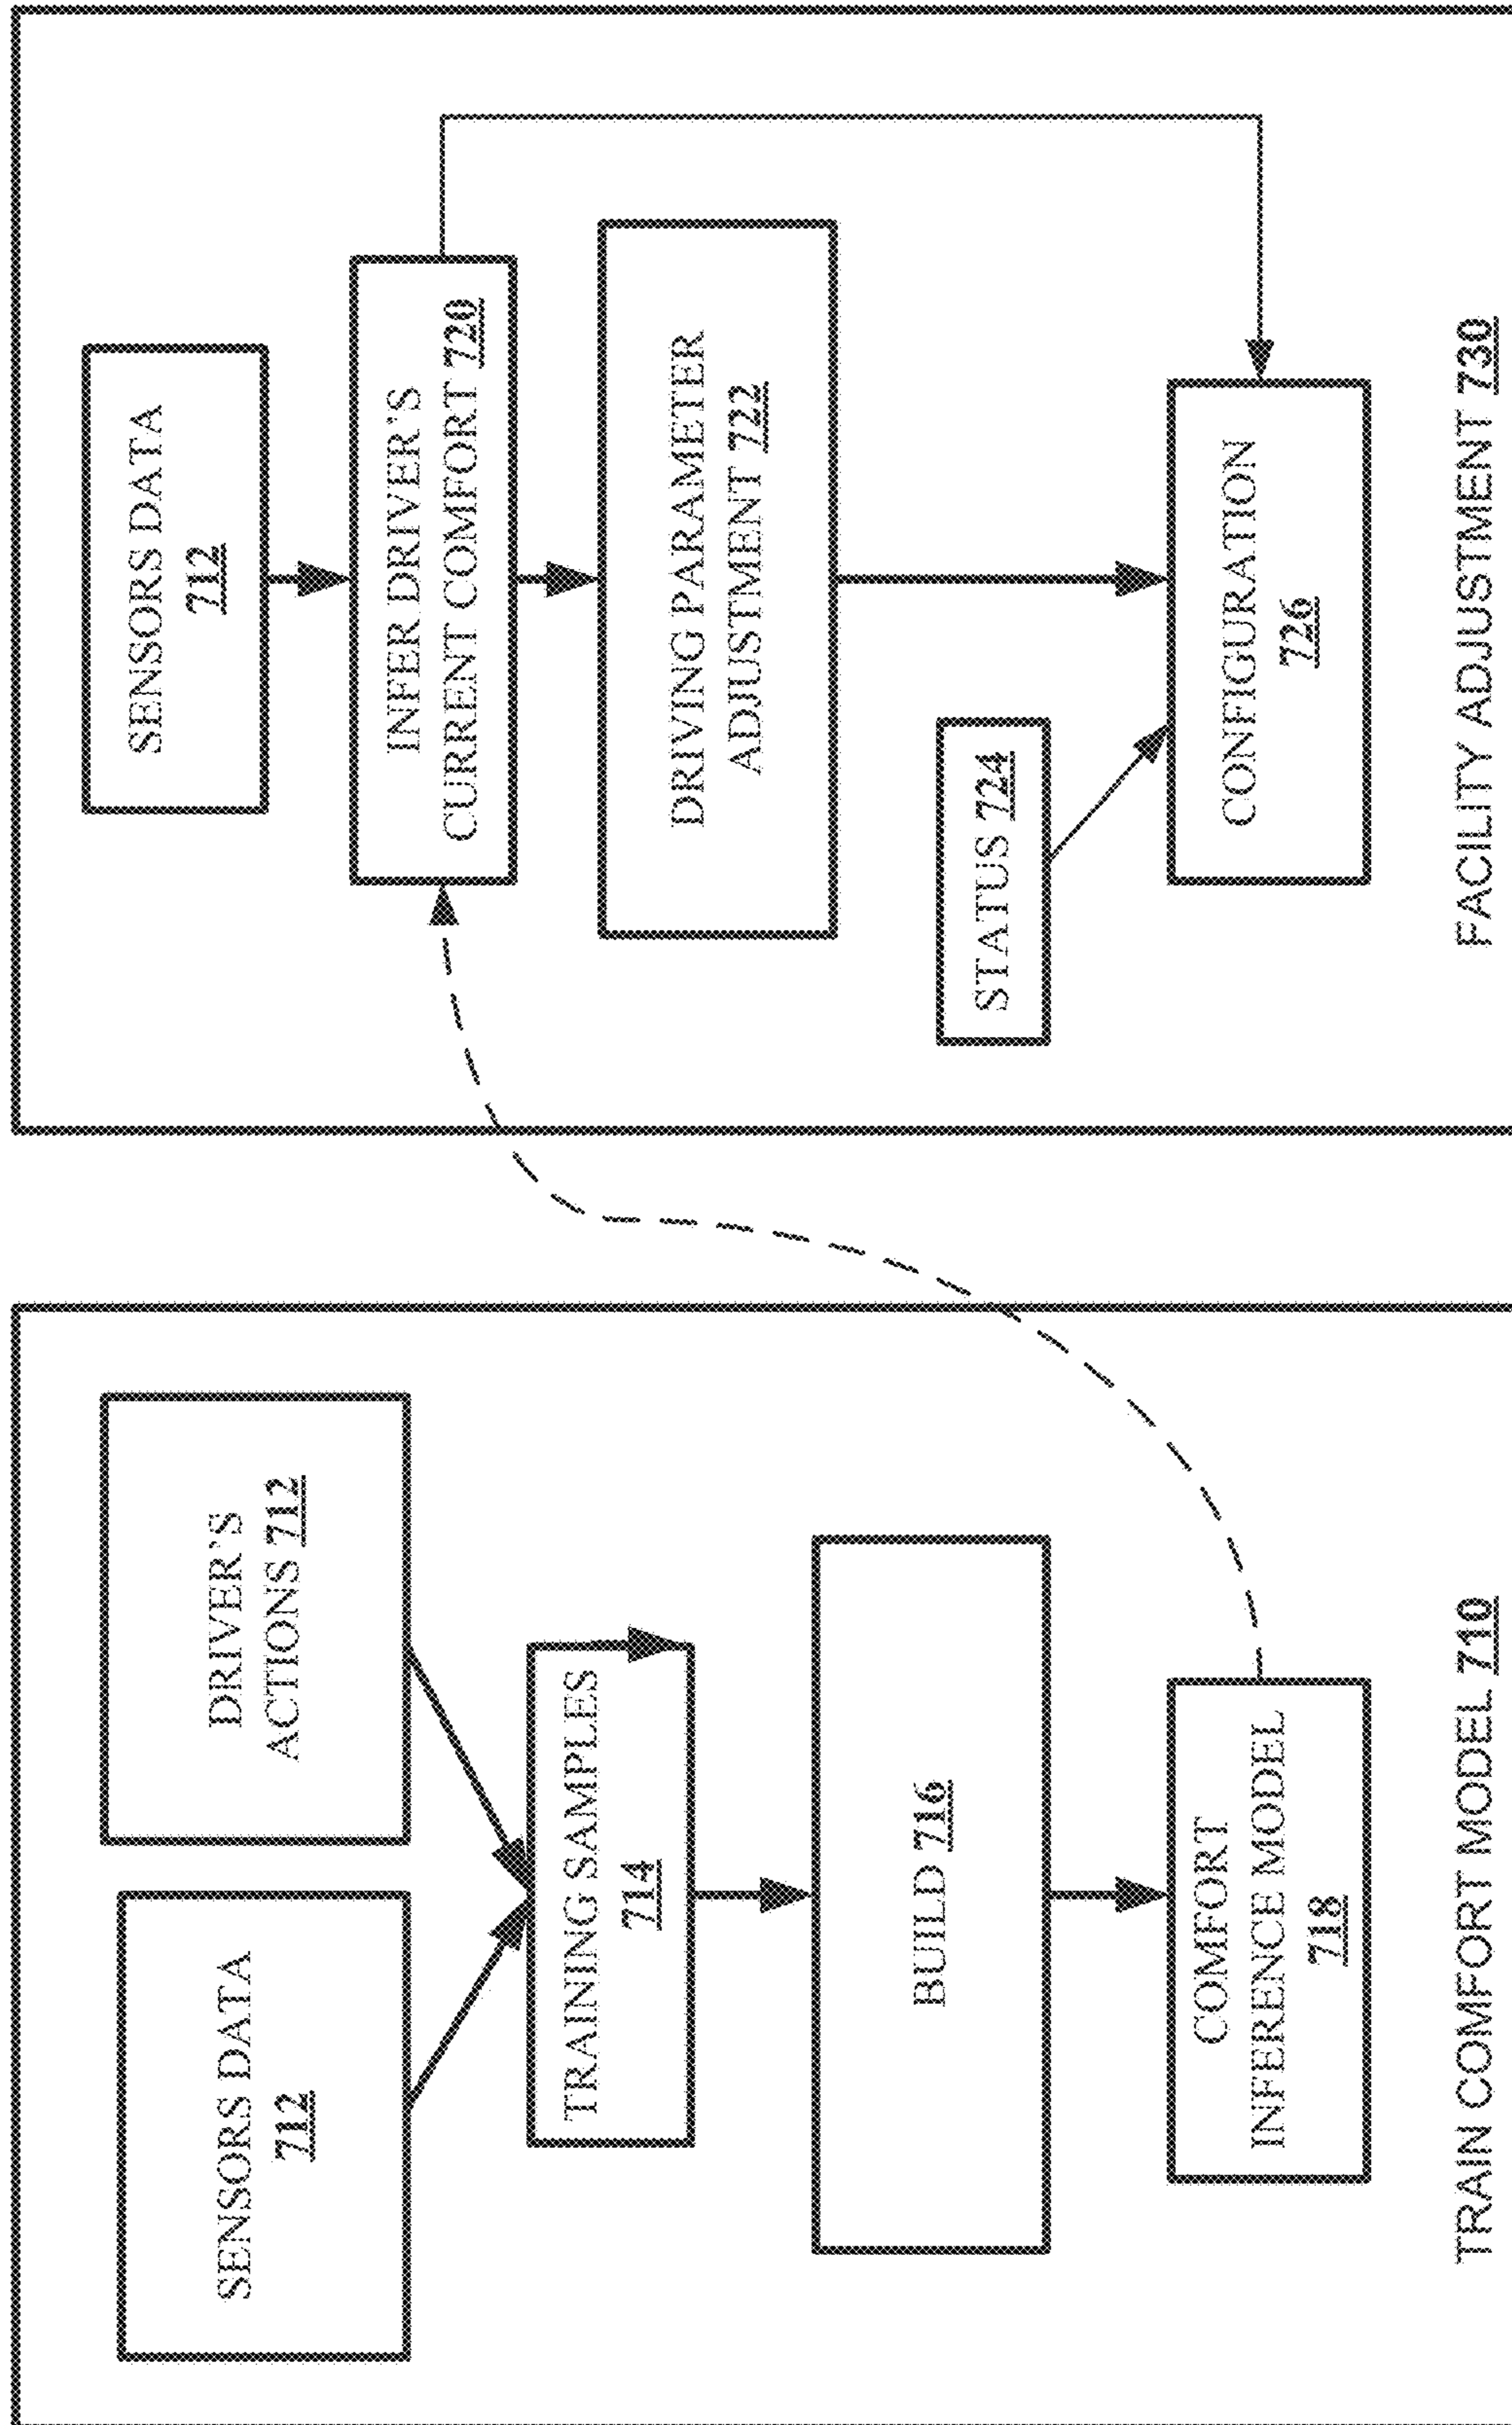 SENSORS DATA
712
DRIVER'S
ACTIONS 712
TRAINING SAMPLES
714
BUILD 716
COMFORT
INFERENCE MODEL
718
TRAIN COMFORT MODEL 710
SENSORS DATA
712
INFER DRIVER'S
CURRENT COMFORT 720
DRIVING PARAMETER
ADJUSTMENT 722
STATUS 724
CONFIGURATION
726
FACILITY ADJUSTMENT 730